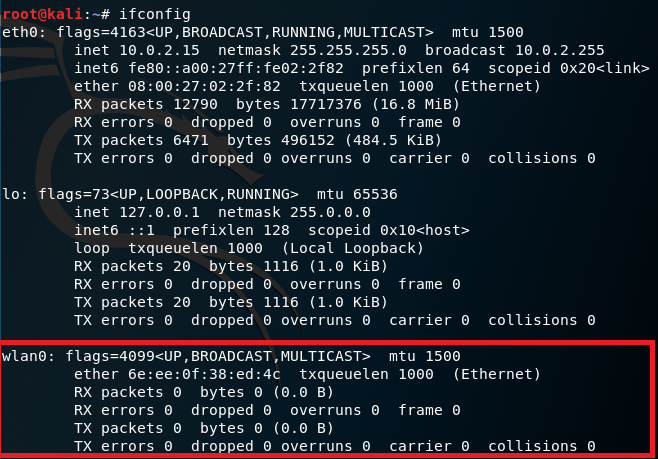 root@kali:~# ifconfig
eth0: flags=4163<UP,BROADCAST,RUNNING,MULTICAST>  mtu 1500
        inet 10.0.2.15  netmask 255.255.255.0  broadcast 10.0.2.255
        inet6 fe80::a00:27ff:fe02:2f82  prefixlen 64  scopeid 0x20<link>
        ether 08:00:27:02:2f:82  txqueuelen 1000  (Ethernet)
        RX packets 12790  bytes 17717376 (16.8 MiB)
        RX errors 0  dropped 0  overruns 0  frame 0
        TX packets 6471  bytes 496152 (484.5 KiB)
        TX errors 0  dropped 0 overruns 0  carrier 0  collisions 0

lo: flags=73<UP,LOOPBACK,RUNNING>  mtu 65536
        inet 127.0.0.1  netmask 255.0.0.0
        inet6 ::1  prefixlen 128  scopeid 0x10<host>
        loop  txqueuelen 1000  (Local Loopback)
        RX packets 20  bytes 1116 (1.0 KiB)
        RX errors 0  dropped 0  overruns 0  frame 0
        TX packets 20  bytes 1116 (1.0 KiB)
        TX errors 0  dropped 0 overruns 0  carrier 0  collisions 0

wlan0: flags=4099<UP,BROADCAST,MULTICAST>  mtu 1500
        ether 6e:ee:0f:38:ed:4c  txqueuelen 1000  (Ethernet)
        RX packets 0  bytes 0 (0.0 B)
        RX errors 0  dropped 0  overruns 0  frame 0
        TX packets 0  bytes 0 (0.0 B)
        TX errors 0  dropped 0 overruns 0  carrier 0  collisions 0